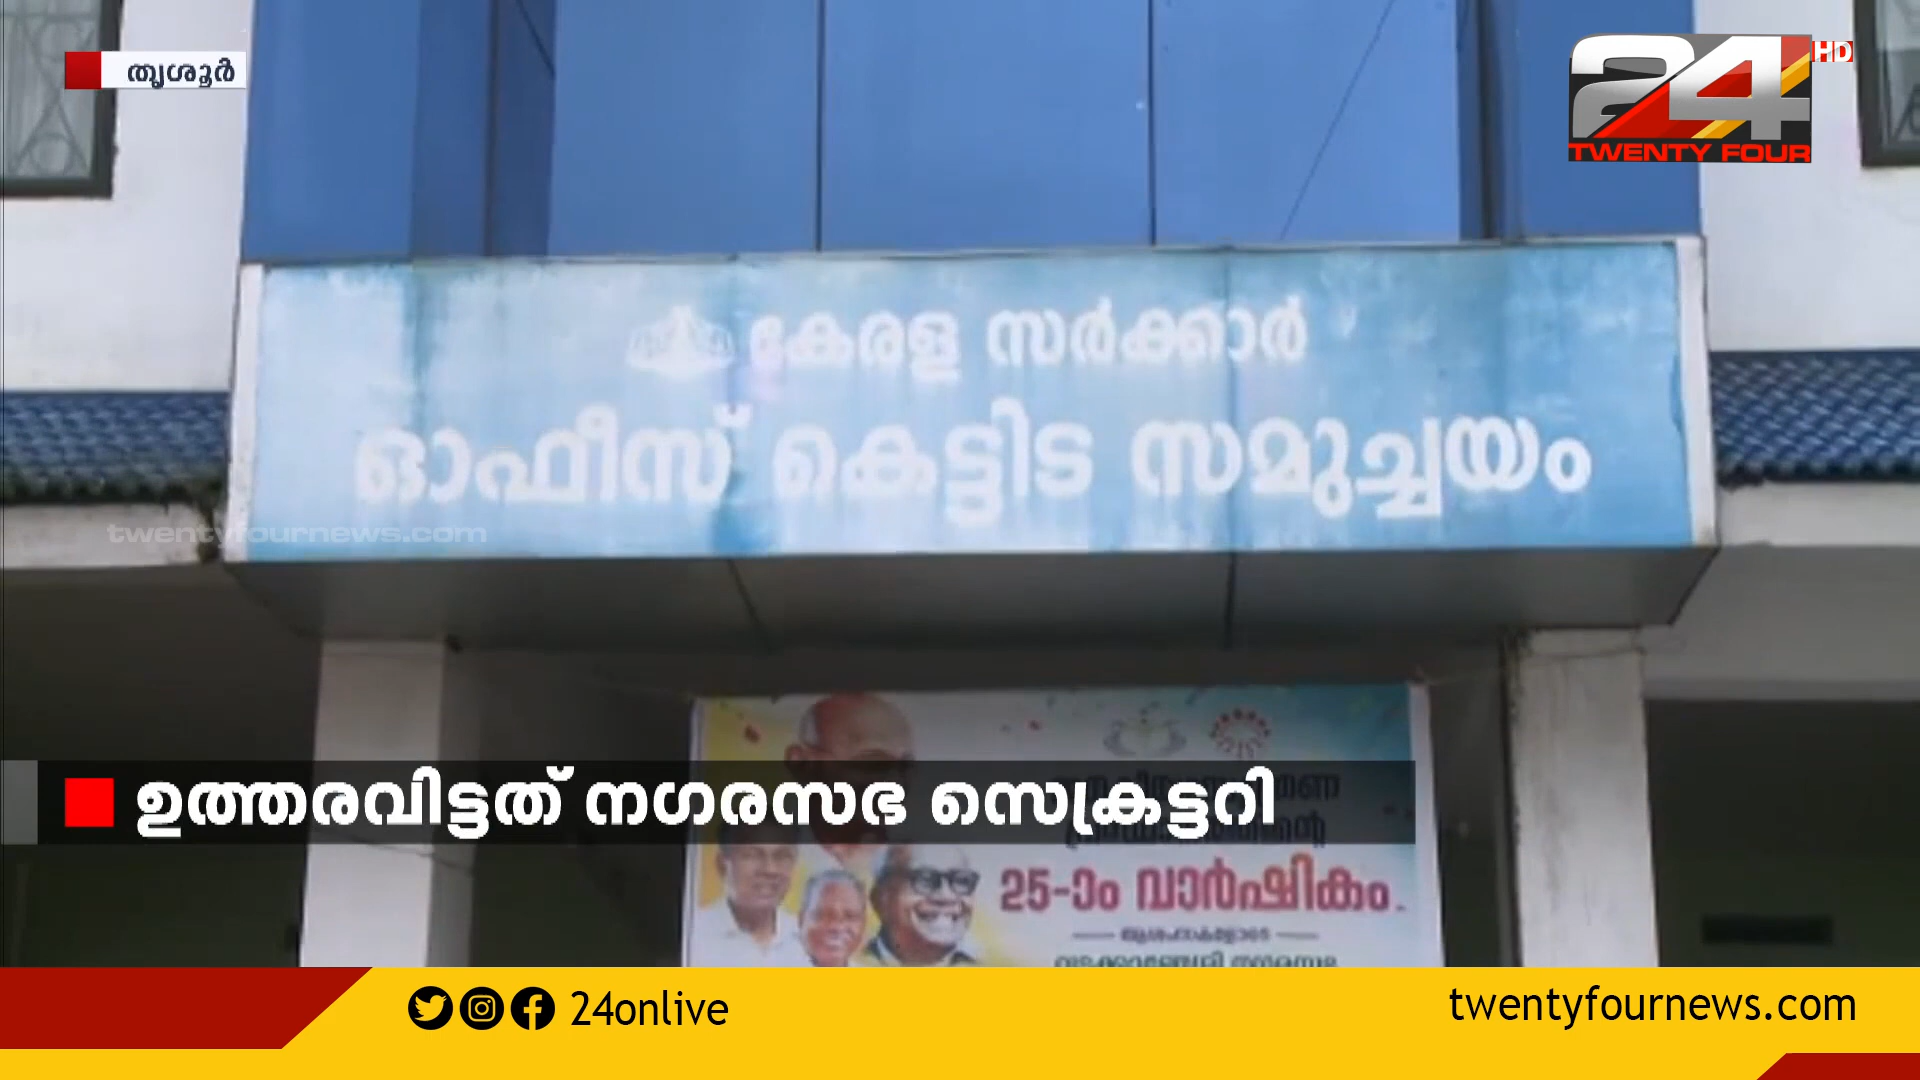 തൃശൂർ
24 HD
TWENTY FOUR
കേരള സർക്കാർ
ഓഫീസ് കെട്ടിട സമുച്ചയം
twentyfournews.com
ഉത്തരവിട്ടത് നഗരസഭ സെക്രട്ടറി
25-ാം വാർഷികം
24onlive
twentyfournews.com